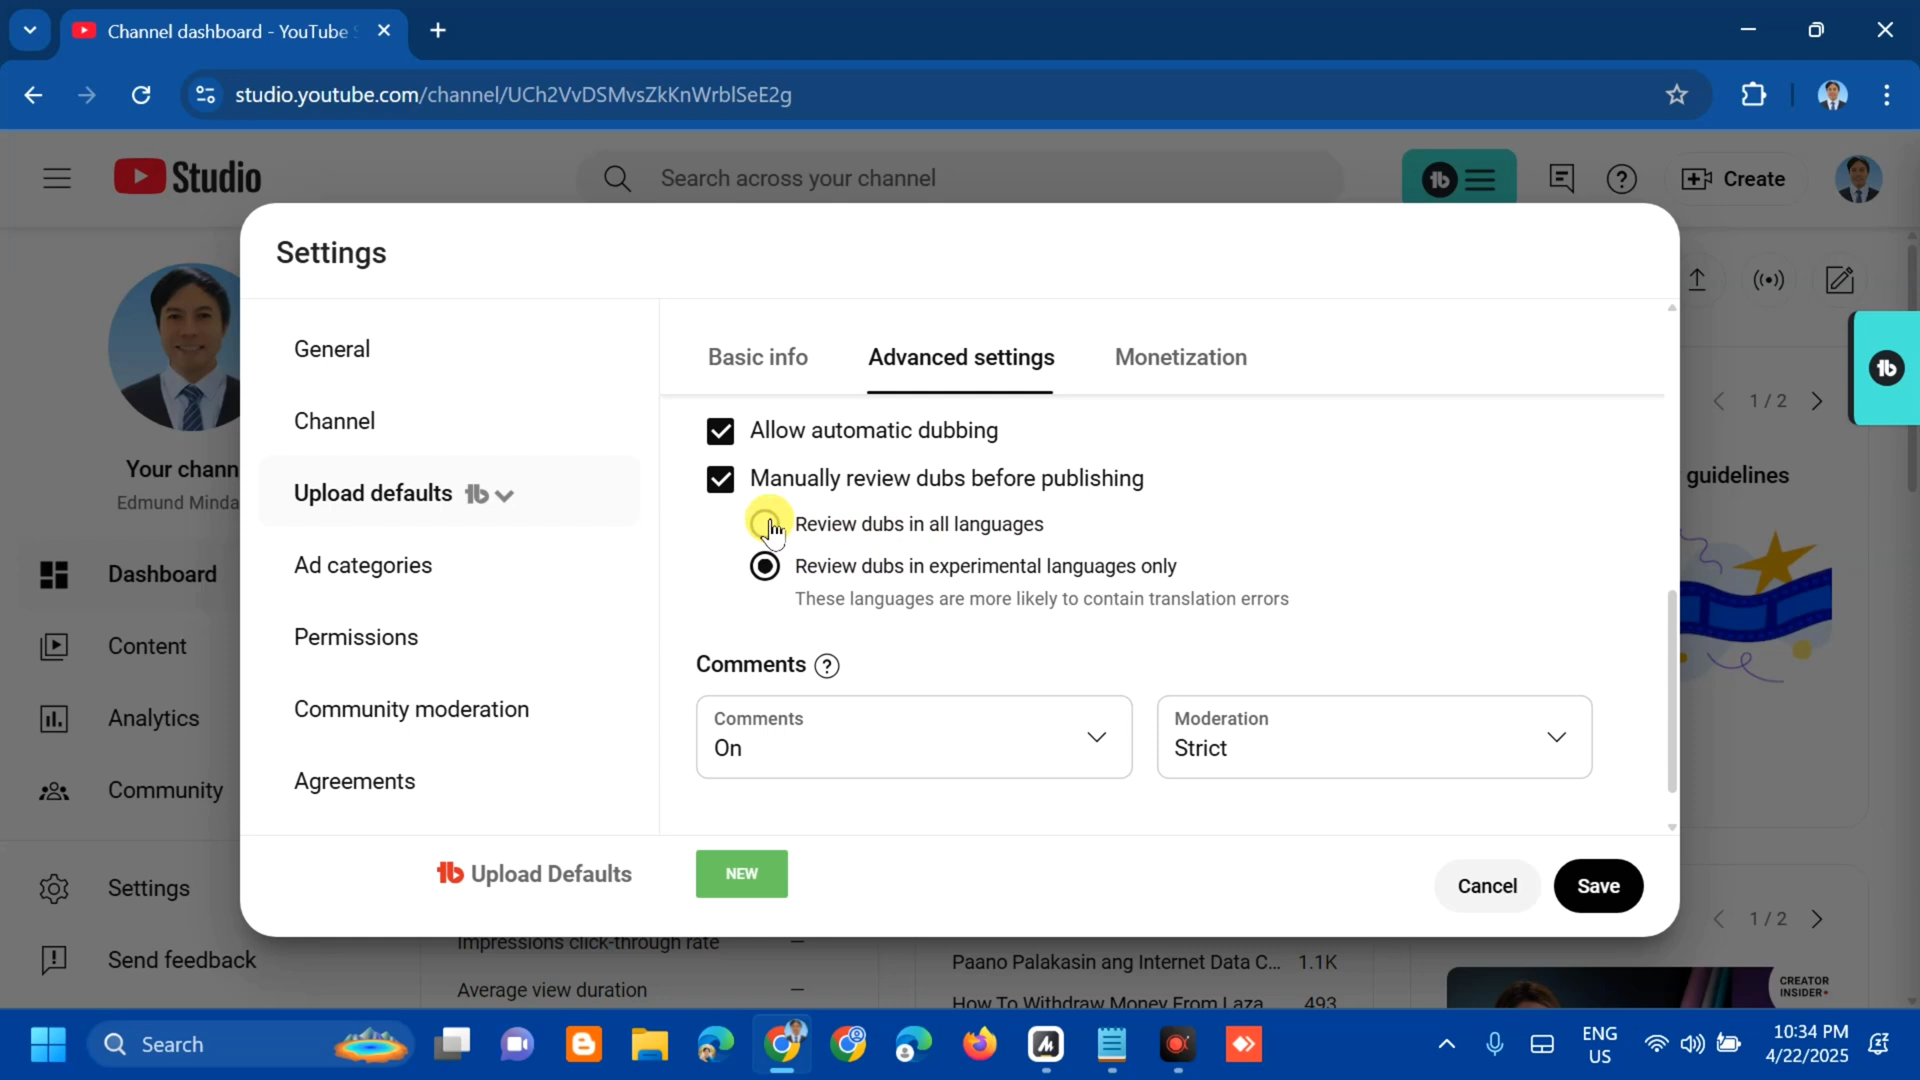 Channel dashboard - YouTube S
studio.youtube.com/channel/UCh2VvDSMvsZkKnWrblSeE2g
Studio
Search across your channel
Create
Settings
General
Channel
Upload defaults
Ad categories
Permissions
Community moderation
Agreements
Basic info
Advanced settings
Monetization
Allow automatic dubbing
Manually review dubs before publishing
Review dubs in all languages
Review dubs in experimental languages only
These languages are more likely to contain translation errors
Comments
Comments
On
Moderation
Strict
Upload Defaults
NEW
Cancel
Save
Your chann
Edmund Minda
Dashboard
Content
Analytics
Community
Settings
Send feedback
1 / 2
guidelines
1 / 2
Impressions click-through rate —
Average view duration —
Paano Palakasin ang Internet Data C... 1.1K
How To Withdraw Money From Laza 493
CREATOR
INSIDER
Search
ENG
US
10:34 PM
4/22/2025